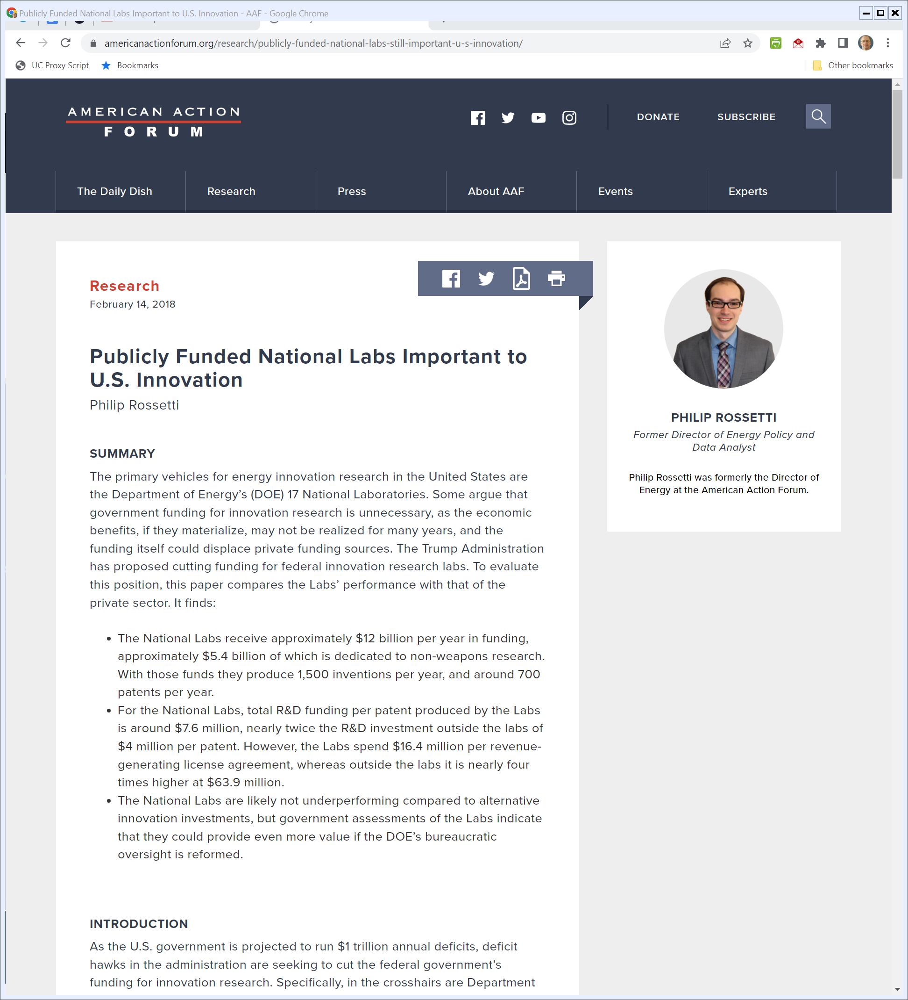 Publicly Funded National Labs Important to U.S. Innovation - AAF - Google Chrome
americanactionforum.org/research/publicly-funded-national-labs-still-important-u-s-innovation/
UC Proxy Script
Bookmarks
Other bookmarks
AMERICAN ACTION
FORUM
DONATE
SUBSCRIBE
The Daily Dish
Research
Press
About AAF
Events
Experts
Research
February 14, 2018
Publicly Funded National Labs Important to
U.S. Innovation
Philip Rossetti
SUMMARY
The primary vehicles for energy innovation research in the United States are
the Department of Energy’s (DOE) 17 National Laboratories. Some argue that
government funding for innovation research is unnecessary, as the economic
benefits, if they materialize, may not be realized for many years, and the
funding itself could displace private funding sources. The Trump Administration
has proposed cutting funding for federal innovation research labs. To evaluate
this position, this paper compares the Labs’ performance with that of the
private sector. It finds:
• The National Labs receive approximately $12 billion per year in funding,
approximately $5.4 billion of which is dedicated to non-weapons research.
With those funds they produce 1,500 inventions per year, and around 700
patents per year.
• For the National Labs, total R&D funding per patent produced by the Labs
is around $7.6 million, nearly twice the R&D investment outside the labs of
$4 million per patent. However, the Labs spend $16.4 million per revenue-
generating license agreement, whereas outside the labs it is nearly four
times higher at $63.9 million.
• The National Labs are likely not underperforming compared to alternative
innovation investments, but government assessments of the Labs indicate
that they could provide even more value if the DOE’s bureaucratic
oversight is reformed.
INTRODUCTION
As the U.S. government is projected to run $1 trillion annual deficits, deficit
hawks in the administration are seeking to cut the federal government’s
funding for innovation research. Specifically, in the crosshairs are Department
PHILIP ROSSETTI
Former Director of Energy Policy and
Data Analyst
Philip Rossetti was formerly the Director of
Energy at the American Action Forum.